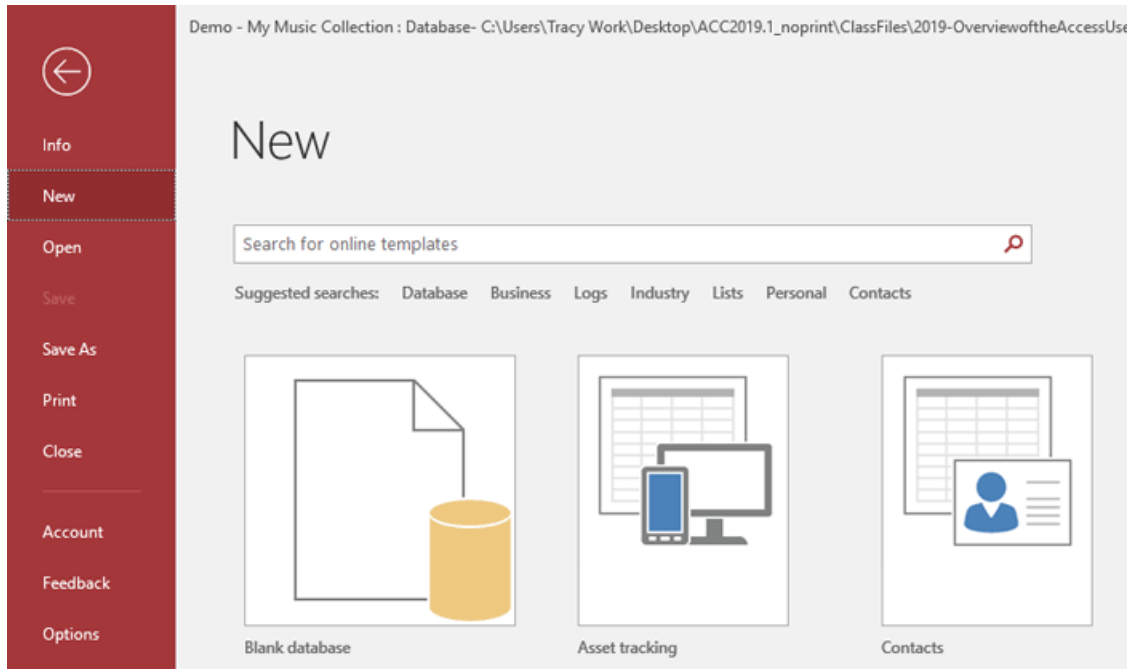 Demo - My Music Collection : Database- C:\Users\Tracy Work\Desktop\ACC2019.1_noprint\ClassFiles\2019-OverviewoftheAccessUse
Info
New
Open
Save
Save As
Print
Close
Account
Feedback
Options
New
Search for online templates
Suggested searches: Database Business Logs Industry Lists Personal Contacts
Blank database Asset tracking Contacts